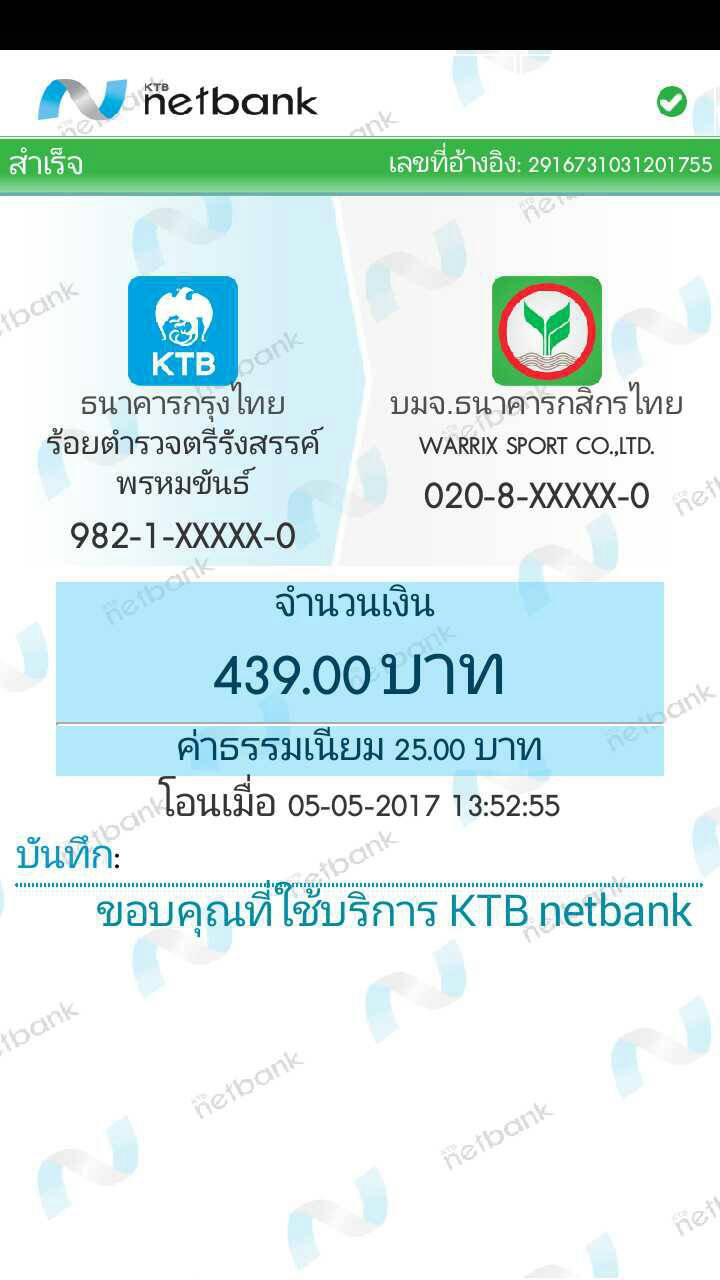 KTB
netbank
สำเร็จ
เลขที่อ้างอิง: 2916731031201755
KTB
ธนาคารกรุงไทย
ร้อยตำรวจตรีรังสรรค์
พรหมขันธ์
982-1-XXXXX-0
บมจ.ธนาคารกสิกรไทย
WARRIX SPORT CO.,LTD.
020-8-XXXXX-0
จำนวนเงิน
439.00 บาท
ค่าธรรมเนียม 25.00 บาท
โอนเมื่อ 05-05-2017 13:52:55
บันทึก:
ขอบคุณที่ใช้บริการ KTB netbank